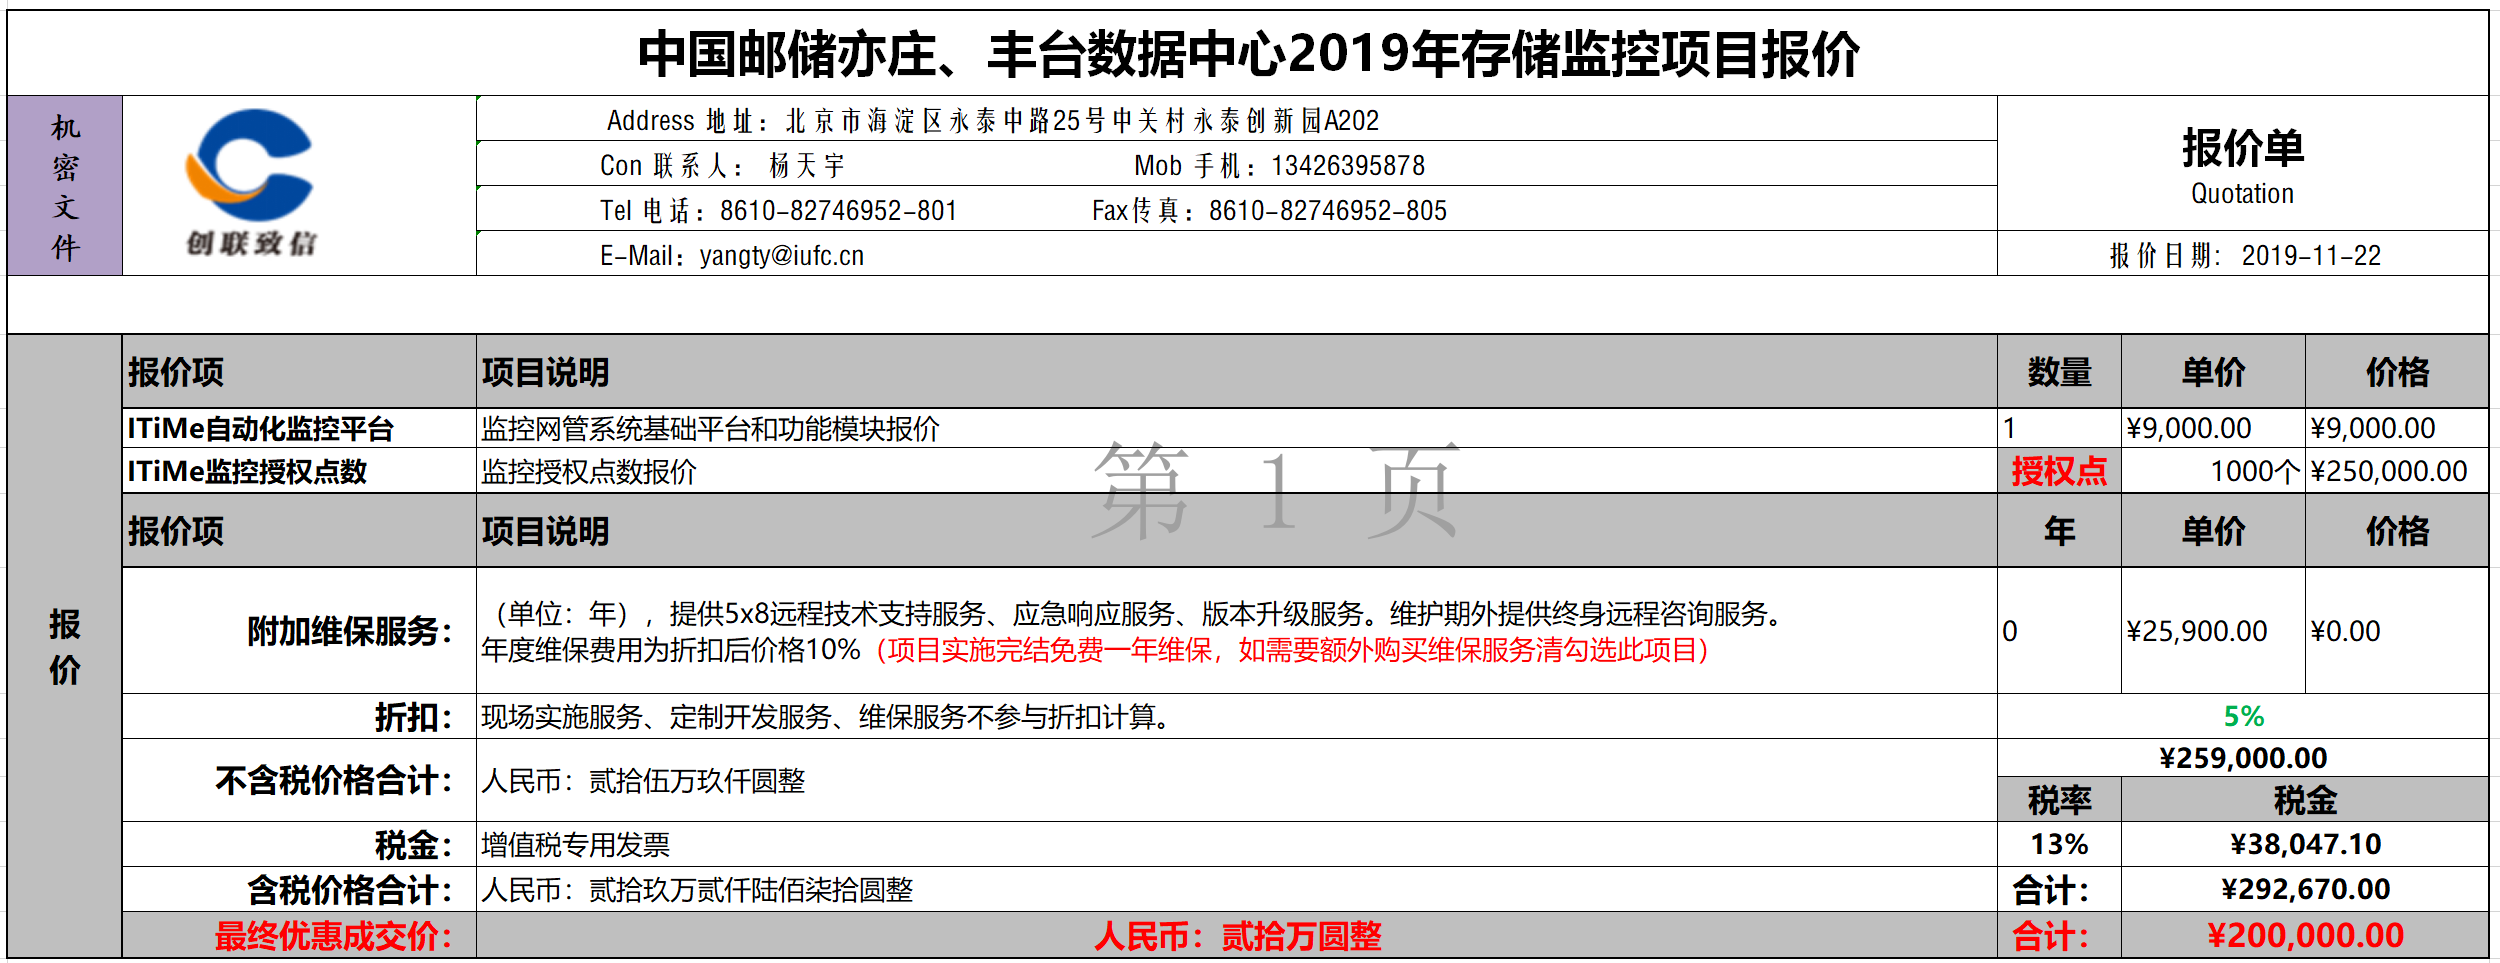 中国邮储亦庄、丰台数据中心2019年存储监控项目报价
机
密
文
件
创联致信
Address 地址：北京市海淀区永泰中路25号中关村永泰创新园A202
Con 联系人： 杨天宇 Mob 手机：13426395878
Tel 电话：8610-82746952-801 Fax传真：8610-82746952-805
E-Mail：yangty@iufc.cn
报价单
Quotation
报价日期： 2019-11-22
报价项 项目说明 数量 单价 价格
ITiMe自动化监控平台 监控网管系统基础平台和功能模块报价 1 ¥9,000.00 ¥9,000.00
ITiMe监控授权点数 监控授权点数报价 授权点 1000个 ¥250,000.00
第 1 页
报价项 项目说明 年 单价 价格
报
价
附加维保服务：
（单位：年），提供5x8远程技术支持服务、应急响应服务、版本升级服务。维护期外提供终身远程咨询服务。
年度维保费用为折扣后价格10%（项目实施完结免费一年维保，如需要额外购买维保服务清勾选此项目）
0 ¥25,900.00 ¥0.00
折扣： 现场实施服务、定制开发服务、维保服务不参与折扣计算。 5%
不含税价格合计： 人民币：贰拾伍万玖仟圆整 ¥259,000.00
税率 税金
税金： 增值税专用发票 13% ¥38,047.10
含税价格合计： 人民币：贰拾玖万贰仟陆佰柒拾圆整 合计： ¥292,670.00
最终优惠成交价： 人民币：贰拾万圆整 合计： ¥200,000.00